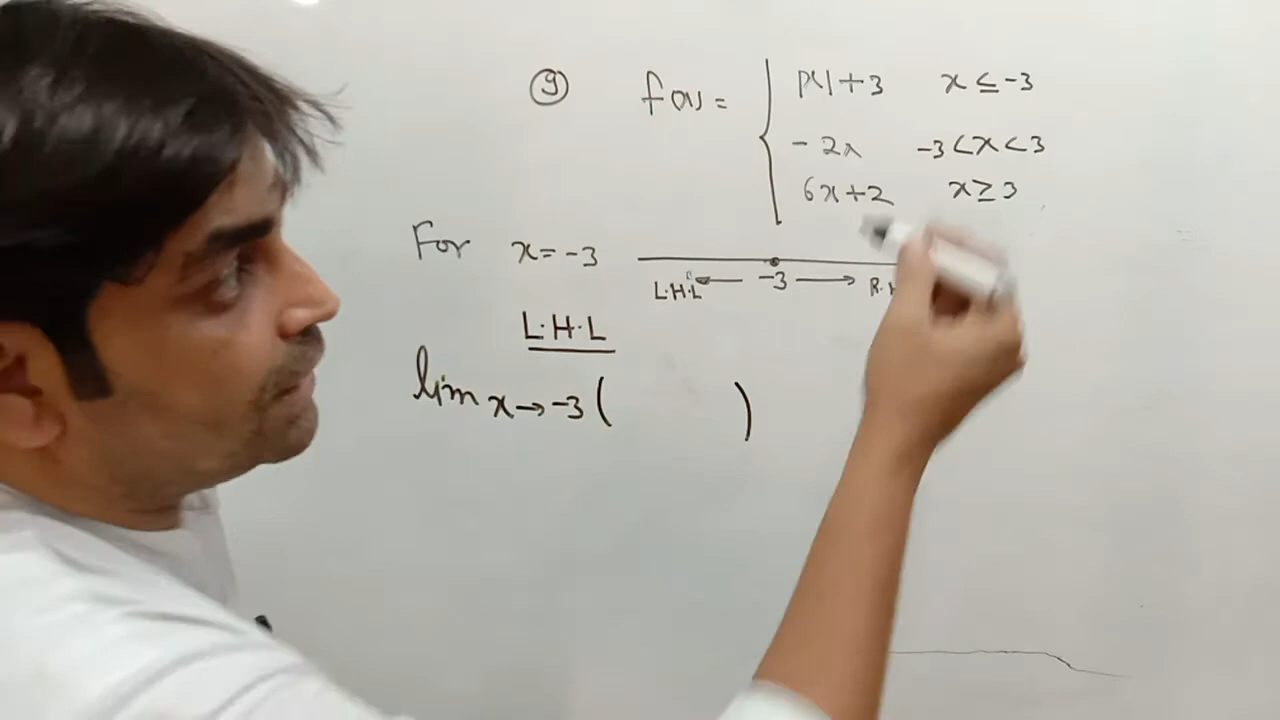 ⑨ f(x) = { |x|+3 x ≤ -3
-2x -3<x<3
6x+2 x≥3
For x=-3
L.H.L ← -3 → R.
L.H.L
lim x→-3 ( )